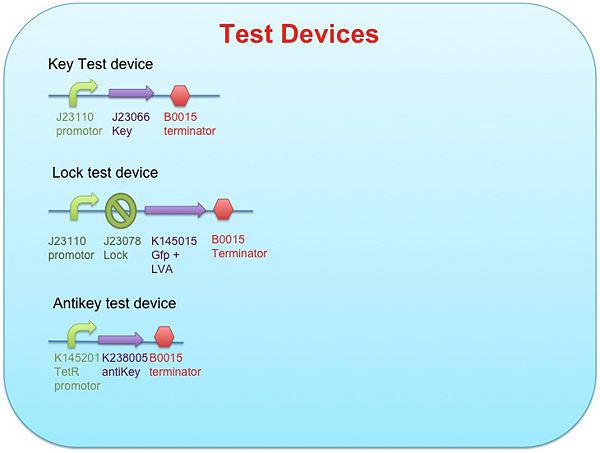 Test Devices
Key Test device
J23110 J23066 B0015
promotor Key terminator
Lock test device
J23110 J23078 K145015 B0015
promotor Lock Gfp + Terminator
LVA
Antikey test device
K145201 K238005 B0015
TetR antiKey terminator
promotor